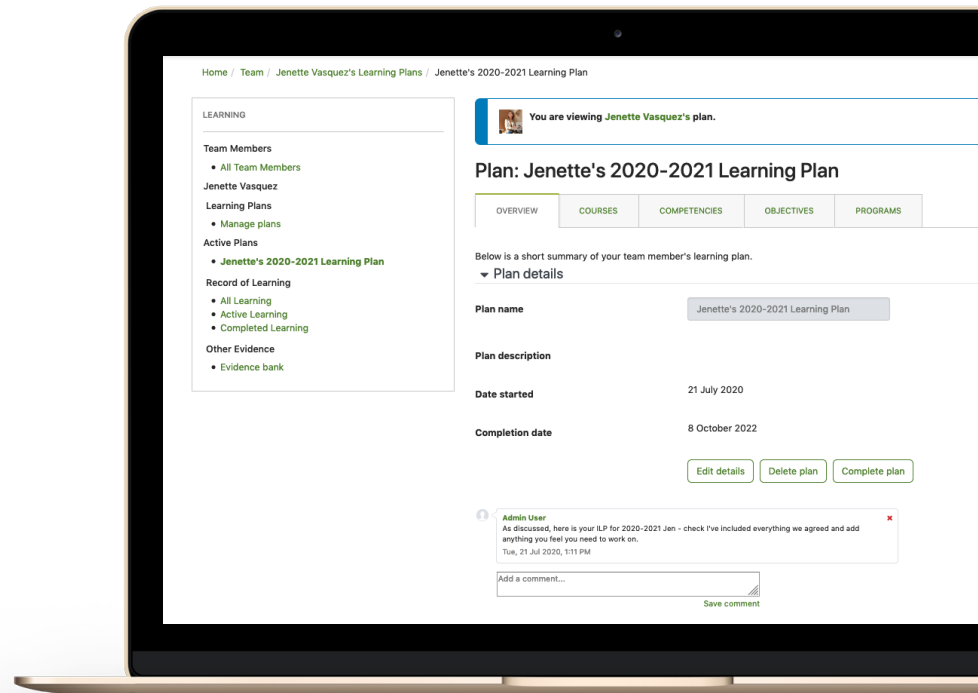 Home / Team / Jenette Vasquez's Learning Plans / Jenette's 2020-2021 Learning Plan
LEARNING
Team Members
All Team Members
Jenette Vasquez
Learning Plans
Manage plans
Active Plans
Jenette's 2020-2021 Learning Plan
Record of Learning
All Learning
Active Learning
Completed Learning
Other Evidence
Evidence bank
You are viewing Jenette Vasquez's plan.
Plan: Jenette's 2020-2021 Learning Plan
OVERVIEW COURSES COMPETENCIES OBJECTIVES PROGRAMS
Below is a short summary of your team member's learning plan.
Plan details
Plan name Jenette's 2020-2021 Learning Plan
Plan description
Date started 21 July 2020
Completion date 8 October 2022
Edit details Delete plan Complete plan
Admin User
As discussed, here is your ILP for 2020-2021 Jen - check I've included everything we agreed and add
anything you feel you need to work on.
Tue, 21 Jul 2020, 1:11 PM
Add a comment...
Save comment